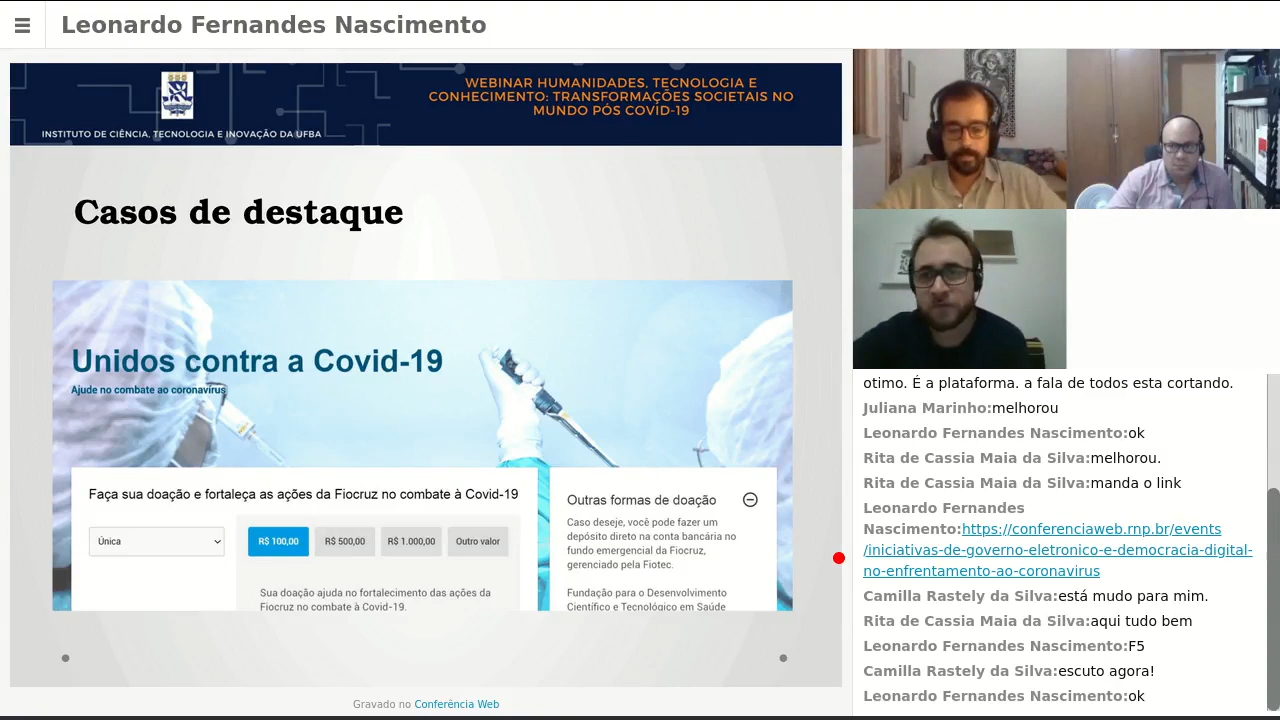 Leonardo Fernandes Nascimento
INSTITUTO DE CIÊNCIA, TECNOLOGIA E INOVAÇÃO DA UFBA
WEBINAR HUMANIDADES, TECNOLOGIA E
CONHECIMENTO: TRANSFORMAÇÕES SOCIETAIS NO
MUNDO PÓS COVID-19
Casos de destaque
Unidos contra a Covid-19
Ajude no combate ao coronavírus
Faça sua doação e fortaleça as ações da Fiocruz no combate à Covid-19
Única
R$ 100,00
R$ 500,00
R$ 1.000,00
Outro valor
Sua doação ajuda no fortalecimento das ações da
Fiocruz no combate à Covid-19.
Outras formas de doação
Caso deseje, você pode fazer um
depósito direto na conta bancária no
fundo emergencial da Fiocruz,
gerenciado pela Fiotec.
Fundação para o Desenvolvimento
Científico e Tecnológico em Saúde
Gravado no Conferência Web
otimo. É a plataforma. a fala de todos esta cortando.
Juliana Marinho:melhorou
Leonardo Fernandes Nascimento:ok
Rita de Cassia Maia da Silva:melhorou.
Rita de Cassia Maia da Silva:manda o link
Leonardo Fernandes
Nascimento:https://conferenciaweb.rnp.br/events
/iniciativas-de-governo-eletronico-e-democracia-digital-
no-enfrentamento-ao-coronavirus
Camilla Rastely da Silva:está mudo para mim.
Rita de Cassia Maia da Silva:aqui tudo bem
Leonardo Fernandes Nascimento:F5
Camilla Rastely da Silva:escuto agora!
Leonardo Fernandes Nascimento:ok